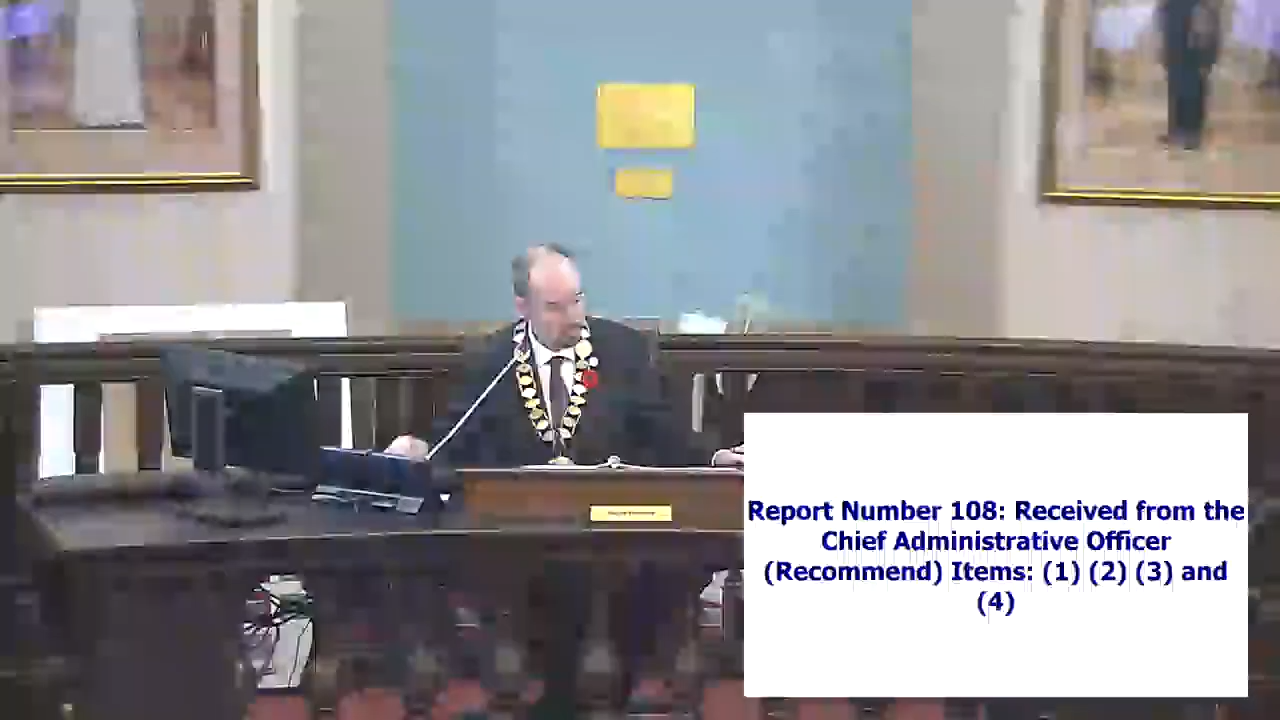 Report Number 108: Received from the
Chief Administrative Officer
(Recommend) Items: (1) (2) (3) and
(4)